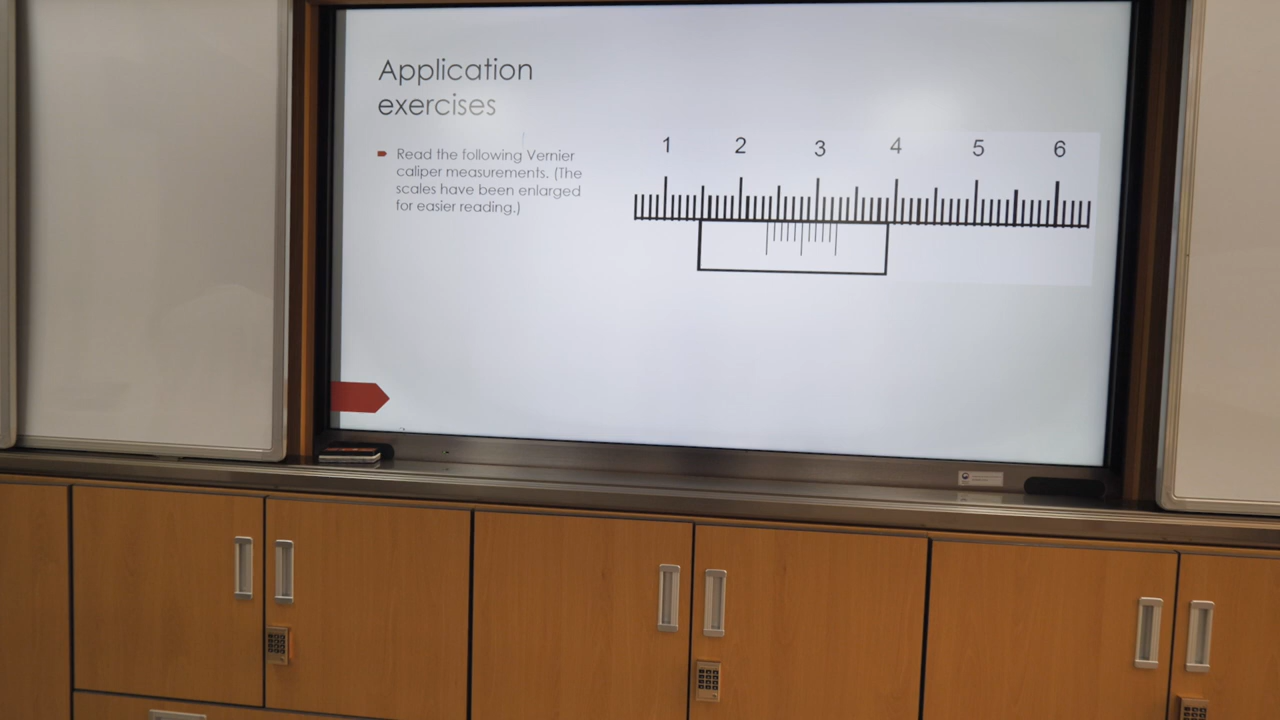 Application
exercises
Read the following Vernier
caliper measurements. (The
scales have been enlarged
for easier reading.)
1 2 3 4 5 6